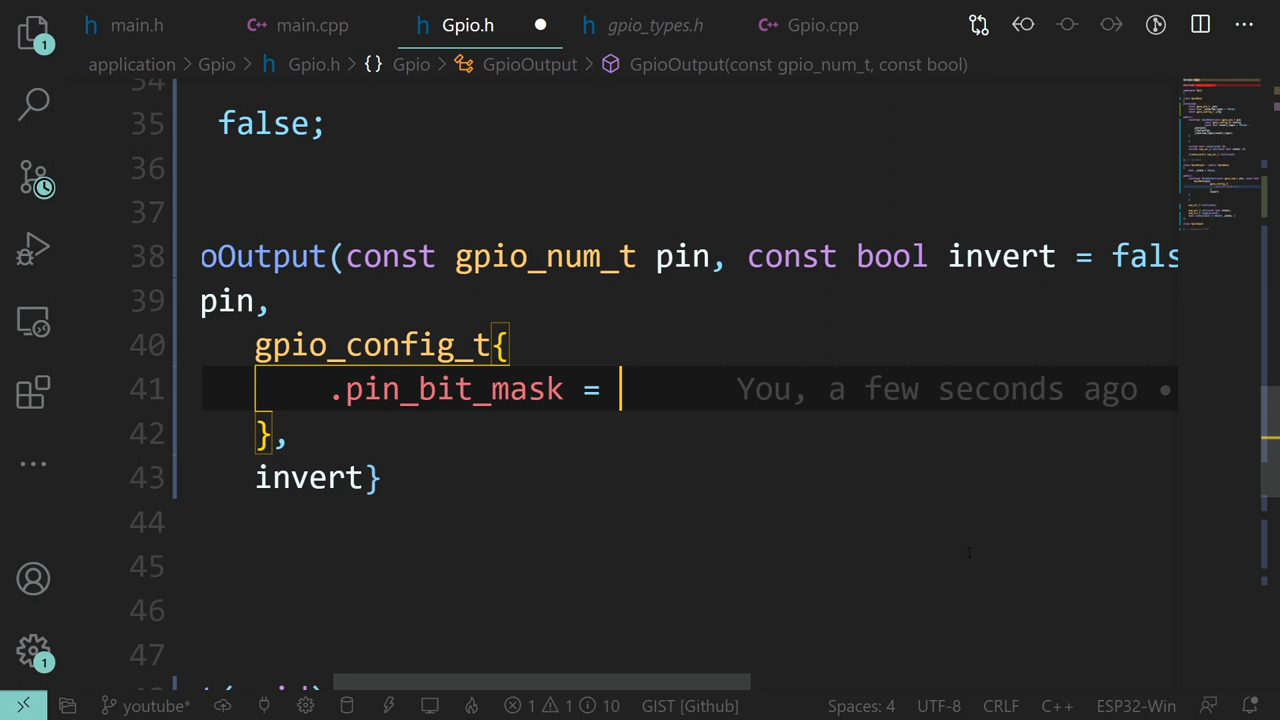 main.h main.cpp Gpio.h gpio_types.h Gpio.cpp
application Gpio Gpio.h {} Gpio GpioOutput GpioOutput(const gpio_num_t, const bool)
34
35 false;
36
37
38 oOutput(const gpio_num_t pin, const bool invert = fals
39 pin,
40 gpio_config_t{
41 .pin_bit_mask = You, a few seconds ago •
42 },
43 invert}
44
45
46
47
1
1
youtube* 1 1 10 GIST [Github] Spaces: 4 UTF-8 CRLF C++ ESP32-Win